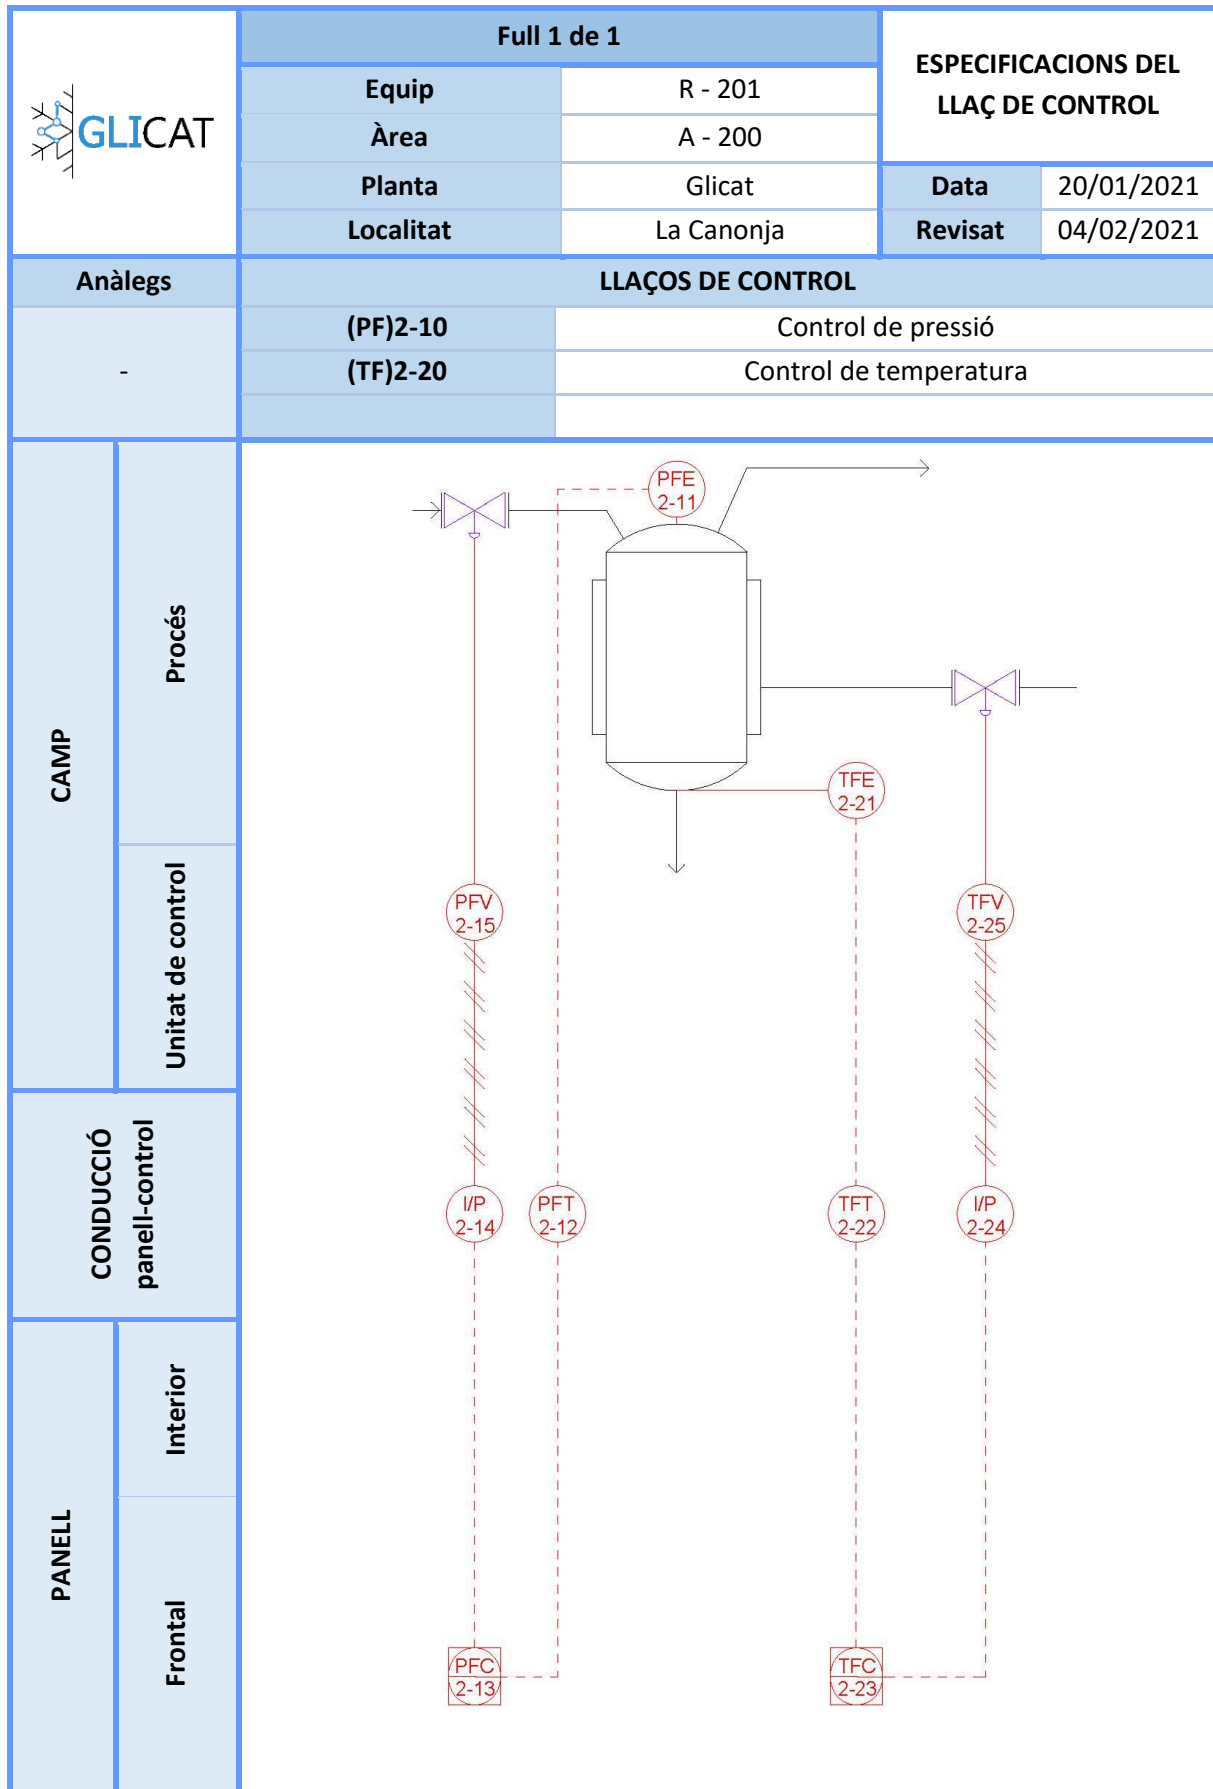 GLICAT
Full 1 de 1
ESPECIFICACIONS DEL
LLAÇ DE CONTROL
Equip
R - 201
Àrea
A - 200
Planta
Glicat
Data
20/01/2021
Localitat
La Canonja
Revisat
04/02/2021
Anàlegs
LLAÇOS DE CONTROL
-
(PF)2-10
Control de pressió
(TF)2-20
Control de temperatura
CAMP
Procés
Unitat de control
CONDUCCIÓ
panell-control
PANELL
Interior
Frontal
PFE
2-11
TFE
2-21
PFV
2-15
TFV
2-25
I/P
2-14
PFT
2-12
TFT
2-22
I/P
2-24
PFC
2-13
TFC
2-23